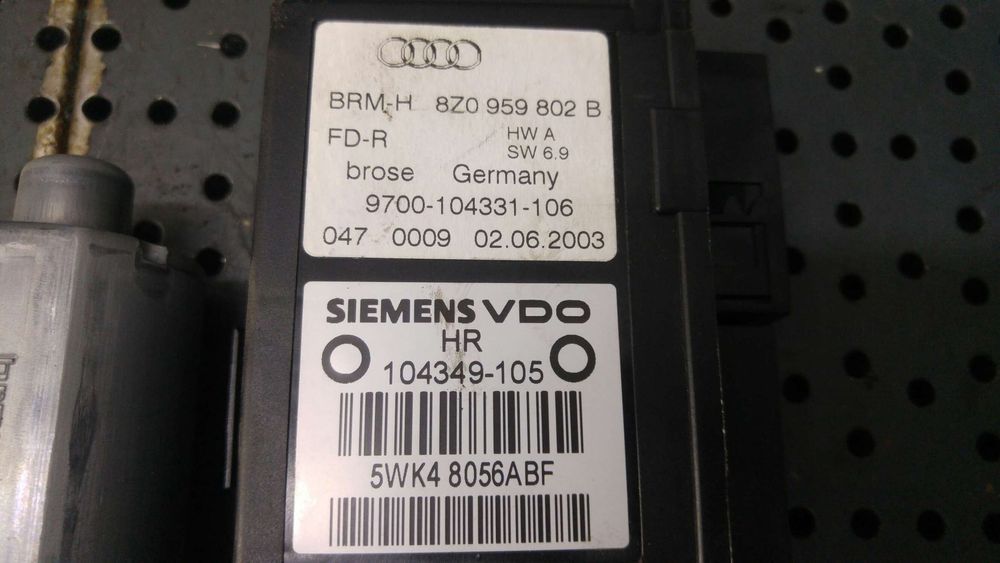 BRM-H 8Z0 959 802 B
FD-R HW A
SW 6.9
brose Germany
9700-104331-106
047 0009 02.06.2003
SIEMENS VDO
HR
104349-105
5WK4 8056ABF